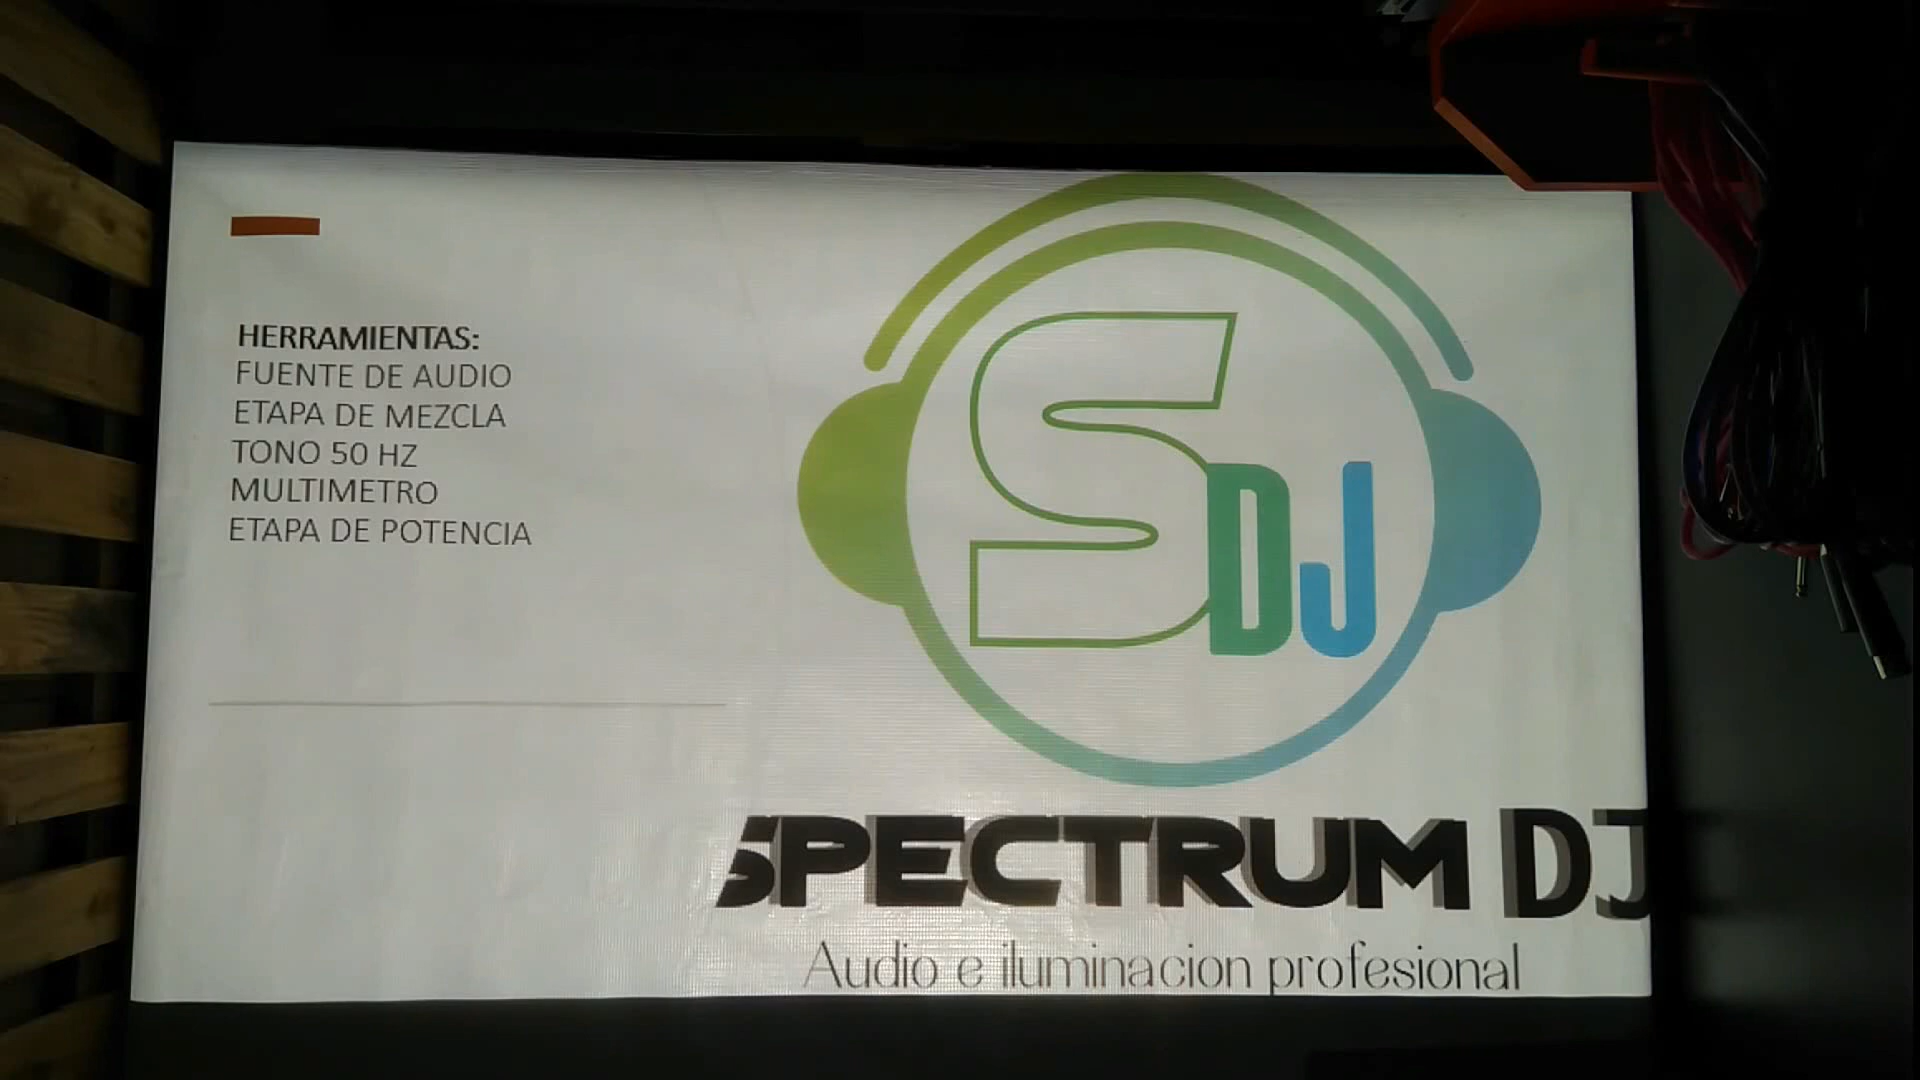 HERRAMIENTAS:
FUENTE DE AUDIO
ETAPA DE MEZCLA
TONO 50 HZ
MULTIMETRO
ETAPA DE POTENCIA
SDJ
SPECTRUM DJ
Audio e iluminacion profesional